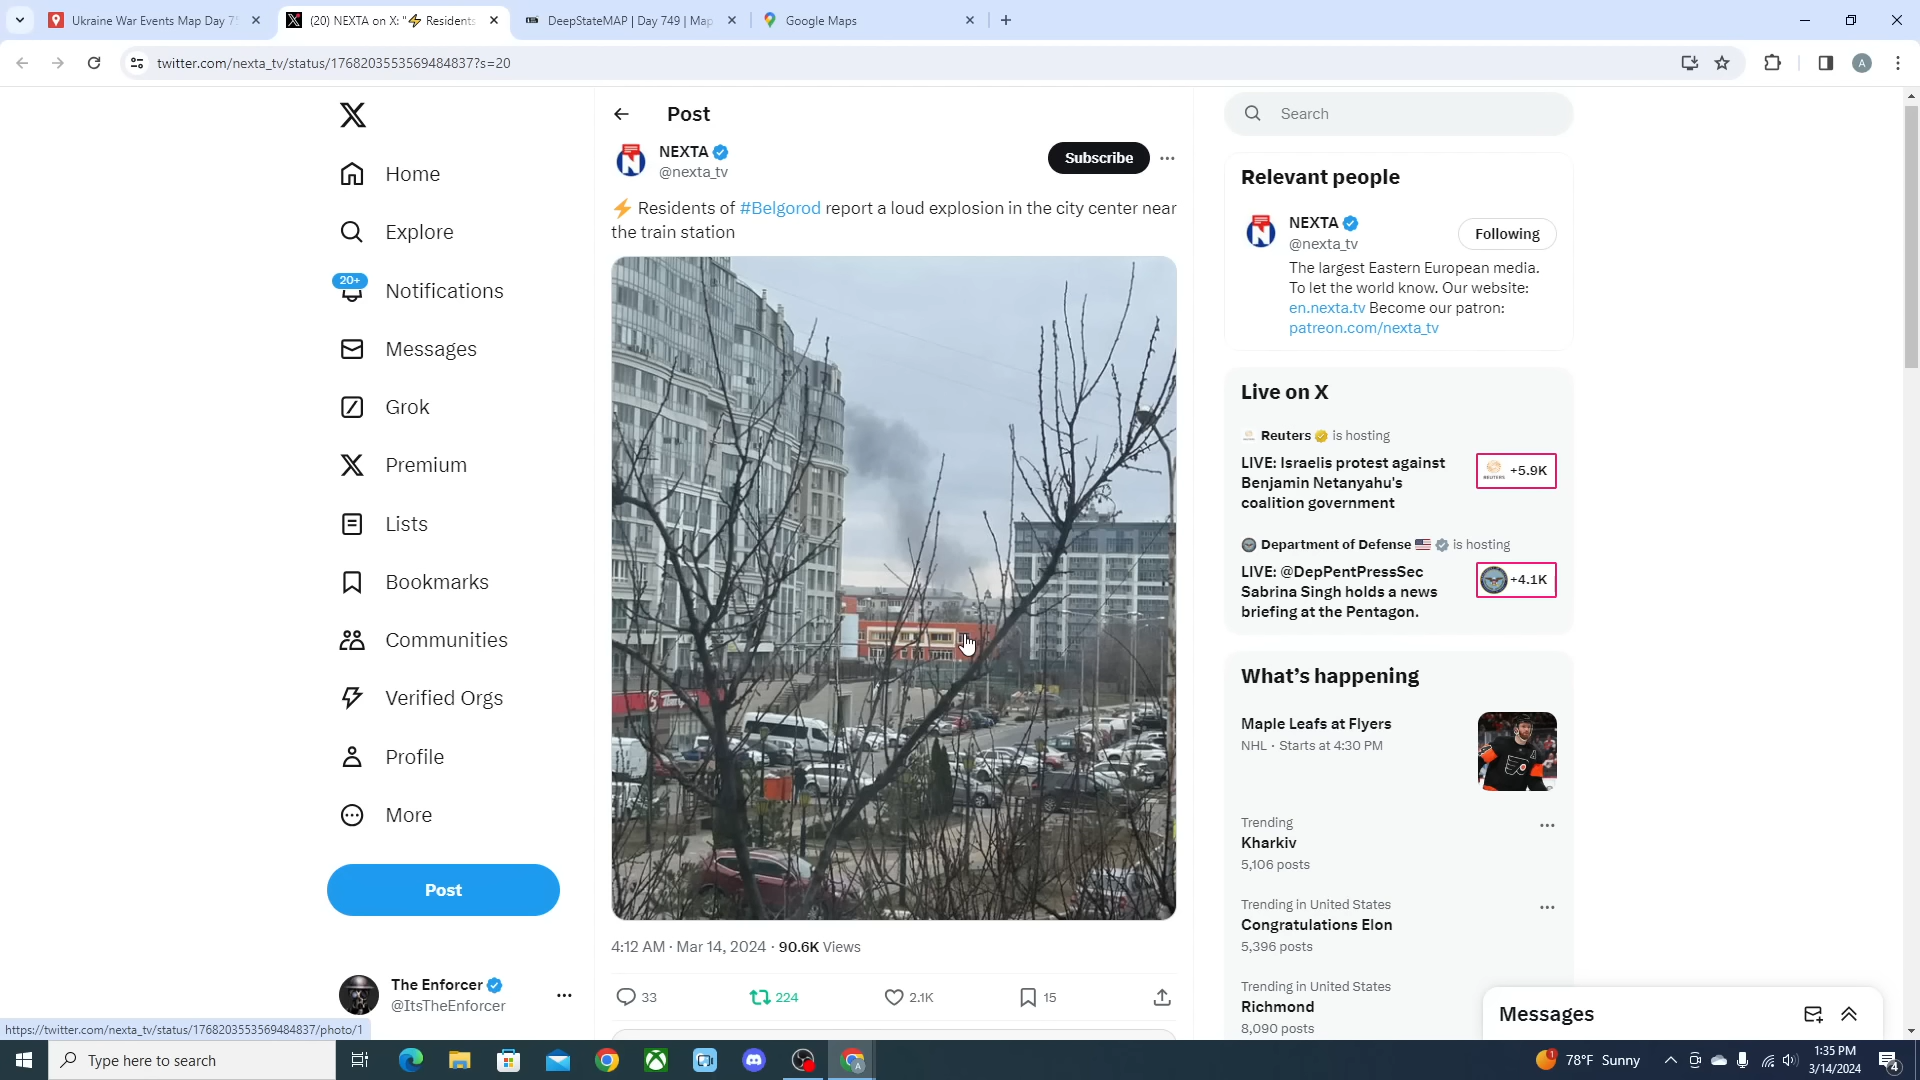 Ukraine War Events Map Day 7
(20) NEXTA on X: "⚡ Residents
DeepStateMAP | Day 749 | Map
Google Maps
twitter.com/nexta_tv/status/1768203553569484837?s=20
A
Post
Search
NEXTA
@nexta_tv
Subscribe
⚡ Residents of #Belgorod report a loud explosion in the city center near
the train station
Home
Explore
20+
Notifications
Messages
Grok
Premium
Lists
Bookmarks
Communities
Verified Orgs
Profile
More
Post
The Enforcer
@ItsTheEnforcer
4:12 AM · Mar 14, 2024 · 90.6K Views
33
224
2.1K
15
Relevant people
NEXTA
@nexta_tv
Following
The largest Eastern European media.
To let the world know. Our website:
en.nexta.tv Become our patron:
patreon.com/nexta_tv
Live on X
Reuters is hosting
LIVE: Israelis protest against
Benjamin Netanyahu's
coalition government
REUTERS
+5.9K
Department of Defense 🇺🇸 is hosting
LIVE: @DepPentPressSec
Sabrina Singh holds a news
briefing at the Pentagon.
+4.1K
What's happening
Maple Leafs at Flyers
NHL · Starts at 4:30 PM
Trending
Kharkiv
5,106 posts
Trending in United States
Congratulations Elon
5,396 posts
Trending in United States
Richmond
8,090 posts
Messages
https://twitter.com/nexta_tv/status/1768203553569484837/photo/1
Type here to search
78°F Sunny
1:35 PM
3/14/2024
4